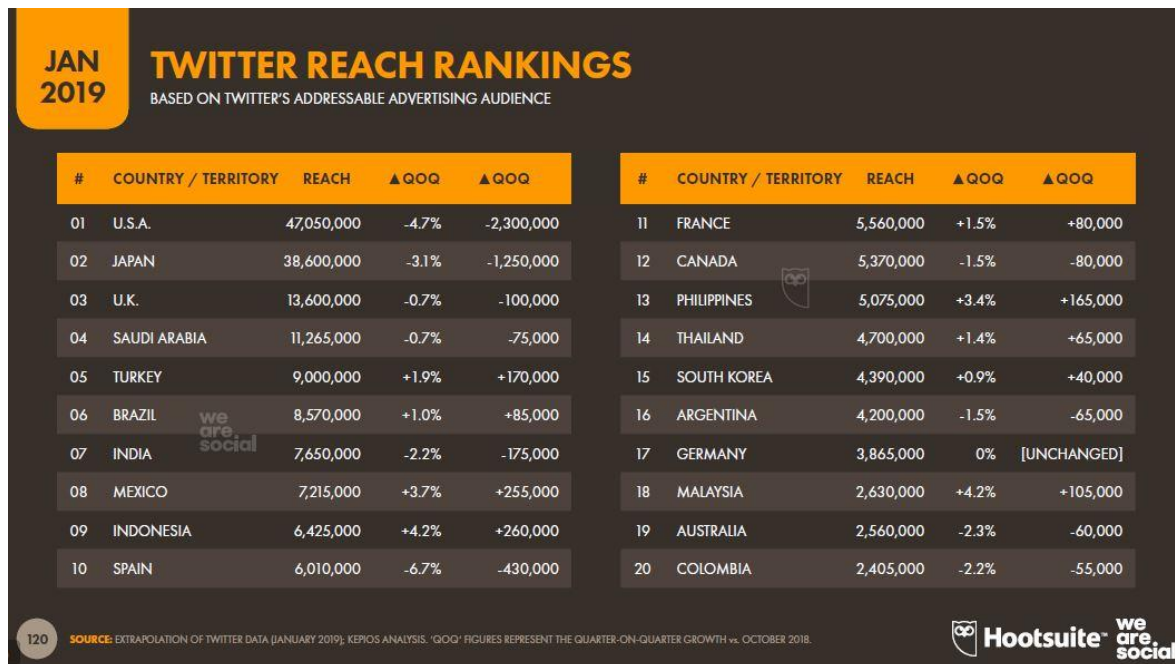 JAN
2019
TWITTER REACH RANKINGS
BASED ON TWITTER'S ADDRESSABLE ADVERTISING AUDIENCE
# COUNTRY / TERRITORY REACH ▲QOQ ▲QOQ
01 U.S.A. 47,050,000 -4.7% -2,300,000
02 JAPAN 38,600,000 -3.1% -1,250,000
03 U.K. 13,600,000 -0.7% -100,000
04 SAUDI ARABIA 11,265,000 -0.7% -75,000
05 TURKEY 9,000,000 +1.9% +170,000
06 BRAZIL 8,570,000 +1.0% +85,000
07 INDIA 7,650,000 -2.2% -175,000
08 MEXICO 7,215,000 +3.7% +255,000
09 INDONESIA 6,425,000 +4.2% +260,000
10 SPAIN 6,010,000 -6.7% -430,000
we
are.
social
# COUNTRY / TERRITORY REACH ▲QOQ ▲QOQ
11 FRANCE 5,560,000 +1.5% +80,000
12 CANADA 5,370,000 -1.5% -80,000
13 PHILIPPINES 5,075,000 +3.4% +165,000
14 THAILAND 4,700,000 +1.4% +65,000
15 SOUTH KOREA 4,390,000 +0.9% +40,000
16 ARGENTINA 4,200,000 -1.5% -65,000
17 GERMANY 3,865,000 0% [UNCHANGED]
18 MALAYSIA 2,630,000 +4.2% +105,000
19 AUSTRALIA 2,560,000 -2.3% -60,000
20 COLOMBIA 2,405,000 -2.2% -55,000
120 SOURCE: EXTRAPOLATION OF TWITTER DATA (JANUARY 2019); KEPIOS ANALYSIS. 'QOQ' FIGURES REPRESENT THE QUARTER-ON-QUARTER GROWTH vs. OCTOBER 2018.
Hootsuite™
we
are.
social